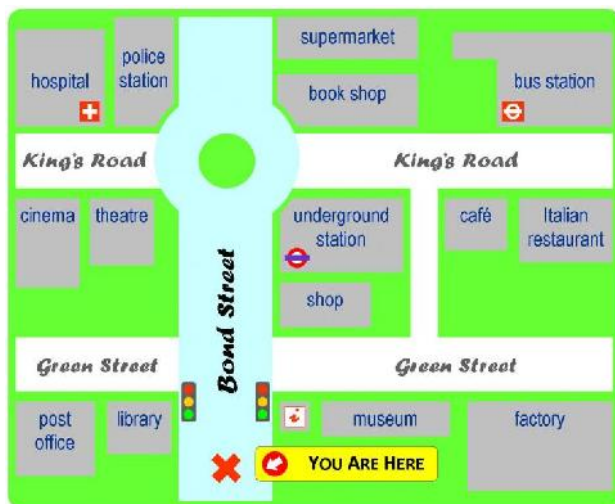 hospital
police
station
supermarket
book shop
bus station
King's Road
King's Road
cinema
theatre
underground
station
café
Italian
restaurant
Bond Street
shop
Green Street
Green Street
post
office
library
i
museum
factory
YOU ARE HERE